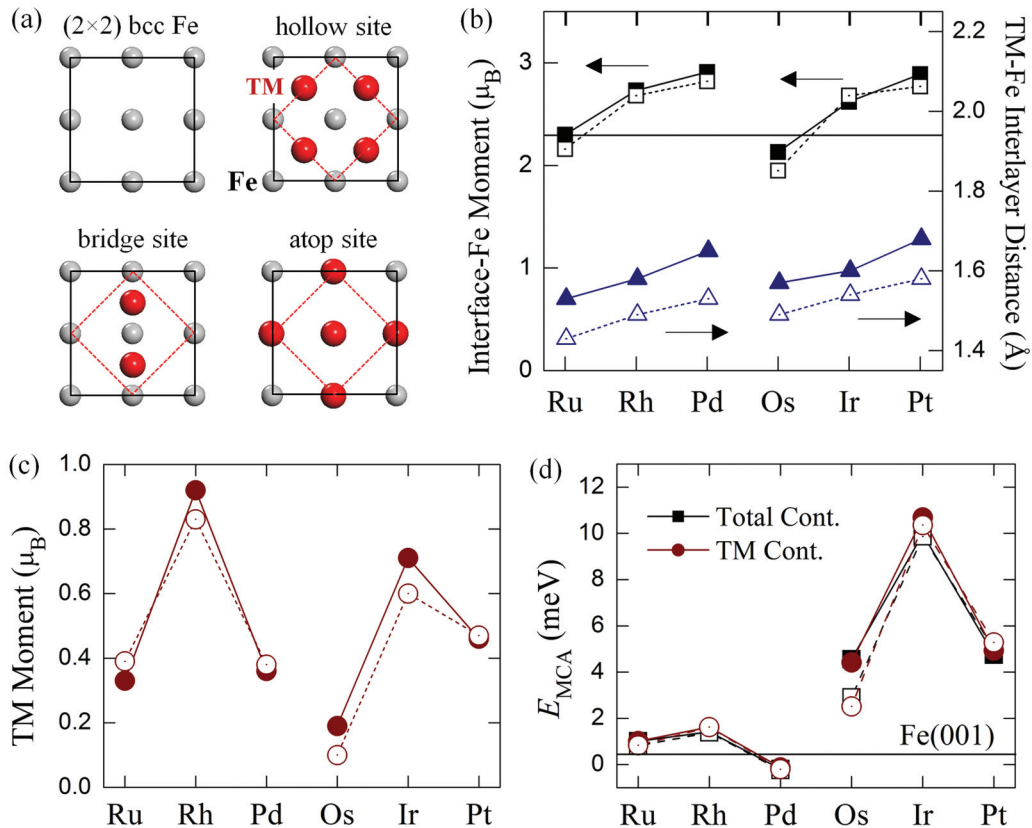 (a)
(2×2) bcc Fe
hollow site
TM
Fe
bridge site
atop site
(b)
Interface-Fe Moment (μB)
3
2
1
0
TM-Fe Interlayer Distance (Å)
2.2
2.0
1.8
1.6
1.4
Ru Rh Pd Os Ir Pt
(c)
TM Moment (μB)
1.0
0.8
0.6
0.4
0.2
0.0
Ru Rh Pd Os Ir Pt
(d)
EMCA (meV)
12
10
8
6
4
2
0
Total Cont.
TM Cont.
Fe(001)
Ru Rh Pd Os Ir Pt